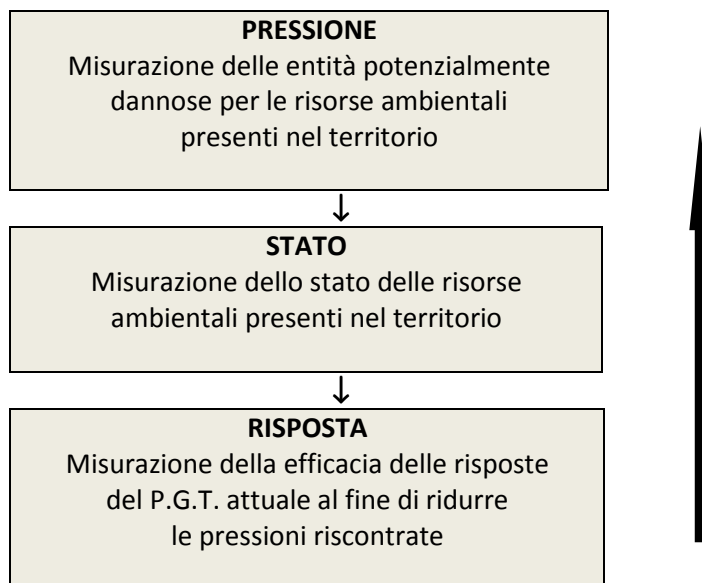 PRESSIONE
Misurazione delle entità potenzialmente
dannose per le risorse ambientali
presenti nel territorio
↓
STATO
Misurazione dello stato delle risorse
ambientali presenti nel territorio
↓
RISPOSTA
Misurazione della efficacia delle risposte
del P.G.T. attuale al fine di ridurre
le pressioni riscontrate